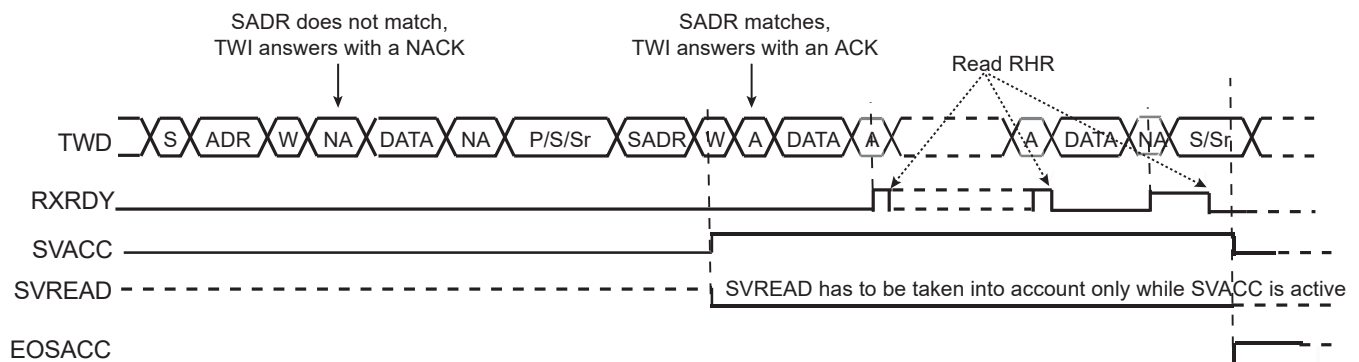 SADR does not match,
TWI answers with a NACK
SADR matches,
TWI answers with an ACK
Read RHR
TWD S ADR W NA DATA NA P/S/Sr SADR W A DATA A A DATA NA S/Sr
RXRDY
SVACC
SVREAD SVREAD has to be taken into account only while SVACC is active
EOSACC